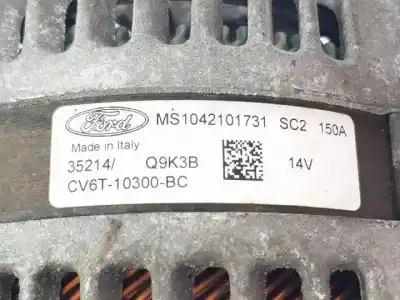 Ford MS1042101731 SC2 150A
Made in Italy
35214/ Q9K3B 14V
CV6T-10300-BC